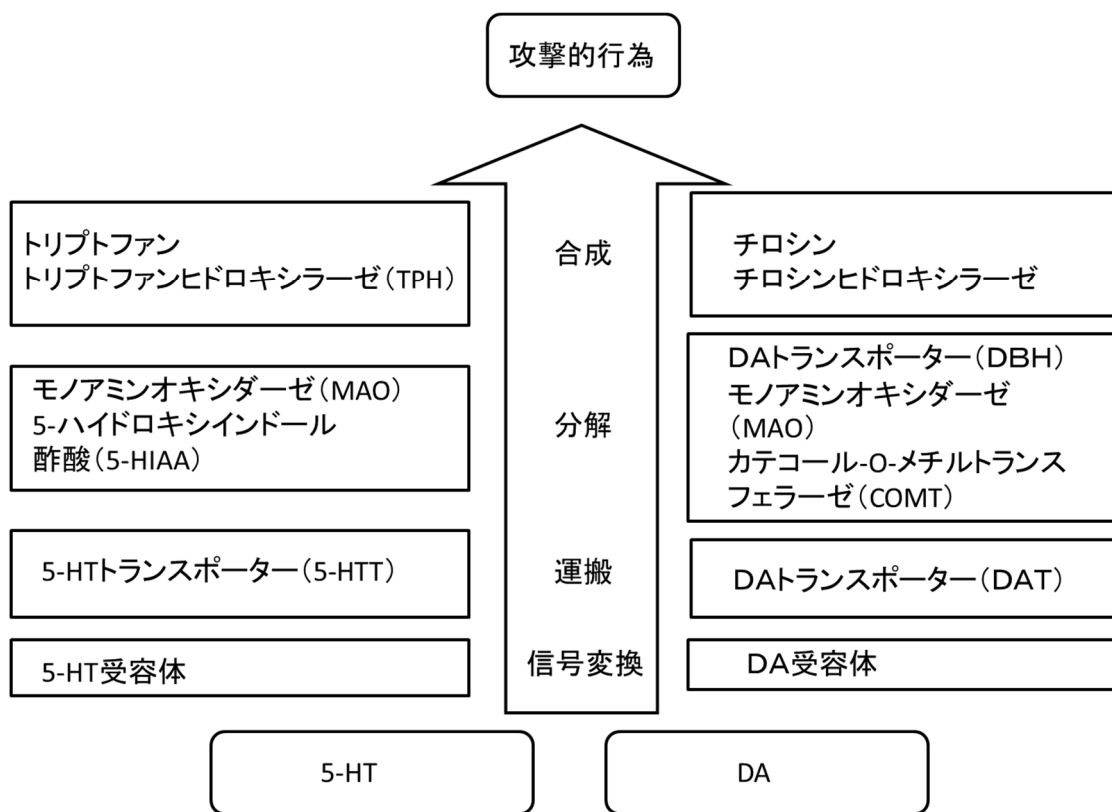 攻撃的行為
トリプトファン
トリプトファンヒドロキシラーゼ(TPH)
合成
チロシン
チロシンヒドロキシラーゼ
モノアミンオキシダーゼ(MAO)
5-ハイドロキシインドール
酢酸(5-HIAA)
分解
DAトランスポーター(DBH)
モノアミンオキシダーゼ
(MAO)
カテコール-O-メチルトランス
フェラーゼ(COMT)
5-HTトランスポーター(5-HTT)
運搬
DAトランスポーター(DAT)
5-HT受容体
信号変換
DA受容体
5-HT
DA